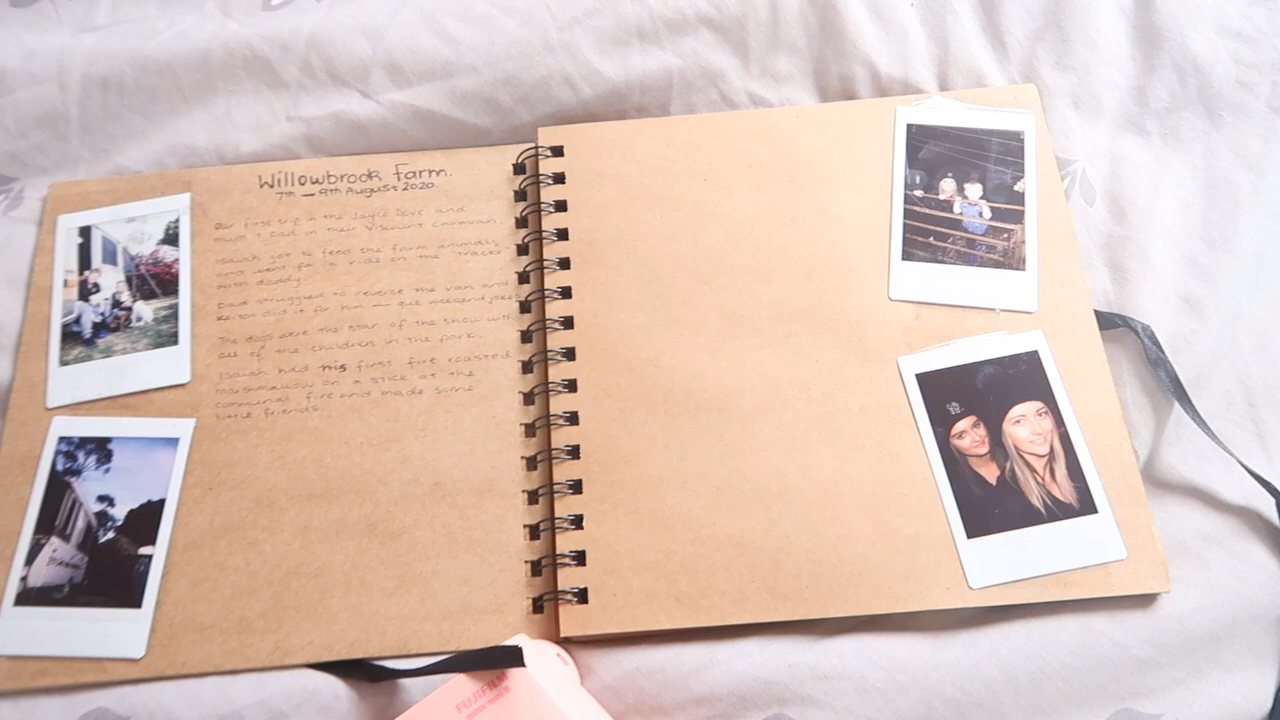 Willowbrook Farm.
7th — 9th August 2020.
Our first trip in the Jayco Dove and
Mum & Dad in their Viscount Caravan.
Isaiah got to feed the farm animals
and went for a ride on the tractor
with daddy.
Dad struggled to reverse the van and
did it for him — que weekend jokes
The dogs were the star of the show with
all of the children in the park.
Isaiah had his first fire roasted
marshmallow on a stick at the
communal fire and made some
little friends.
FUJIFILM